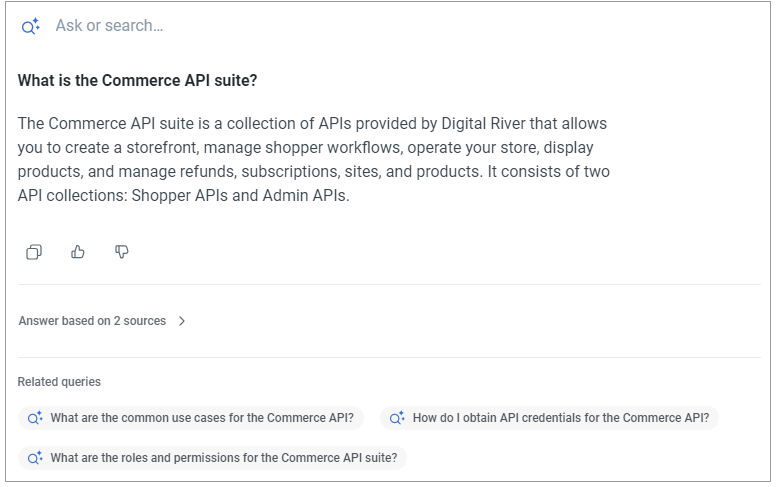 Ask or search…
What is the Commerce API suite?
The Commerce API suite is a collection of APIs provided by Digital River that allows
you to create a storefront, manage shopper workflows, operate your store, display
products, and manage refunds, subscriptions, sites, and products. It consists of two
API collections: Shopper APIs and Admin APIs.
Answer based on 2 sources
Related queries
What are the common use cases for the Commerce API?
How do I obtain API credentials for the Commerce API?
What are the roles and permissions for the Commerce API suite?